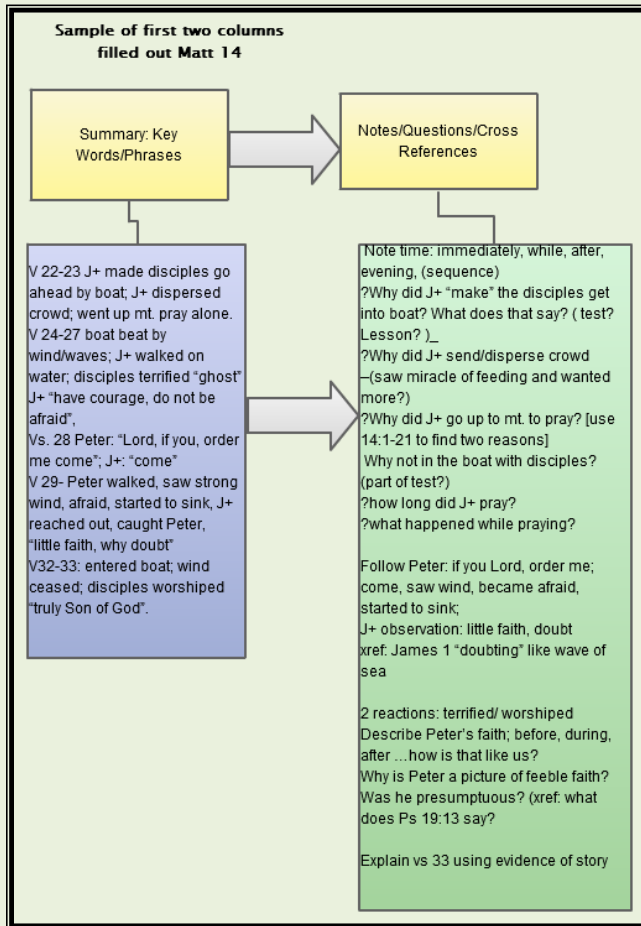 Sample of first two columns
filled out Matt 14
Summary: Key
Words/Phrases
Notes/Questions/Cross
References
V 22-23 J+ made disciples go
ahead by boat; J+ dispersed
crowd; went up mt. pray alone.
V 24-27 boat beat by
wind/waves; J+ walked on
water; disciples terrified “ghost”
J+ “have courage, do not be
afraid”,
Vs. 28 Peter: “Lord, if you, order
me come”; J+: “come”
V 29- Peter walked, saw strong
wind, afraid, started to sink, J+
reached out, caught Peter,
“little faith, why doubt”
V32-33: entered boat; wind
ceased; disciples worshiped
“truly Son of God”.
Note time: immediately, while, after,
evening, (sequence)
?Why did J+ “make” the disciples get
into boat? What does that say? ( test?
Lesson? )_
?Why did J+ send/disperse crowd
–(saw miracle of feeding and wanted
more?)
?Why did J+ go up to mt. to pray? [use
14:1-21 to find two reasons]
Why not in the boat with disciples?
(part of test?)
?how long did J+ pray?
?what happened while praying?
Follow Peter: if you Lord, order me;
come, saw wind, became afraid,
started to sink;
J+ observation: little faith, doubt
xref: James 1 “doubting” like wave of
sea
2 reactions: terrified/ worshiped
Describe Peter’s faith; before, during,
after …how is that like us?
Why is Peter a picture of feeble faith?
Was he presumptuous? (xref: what
does Ps 19:13 say?
Explain vs 33 using evidence of story